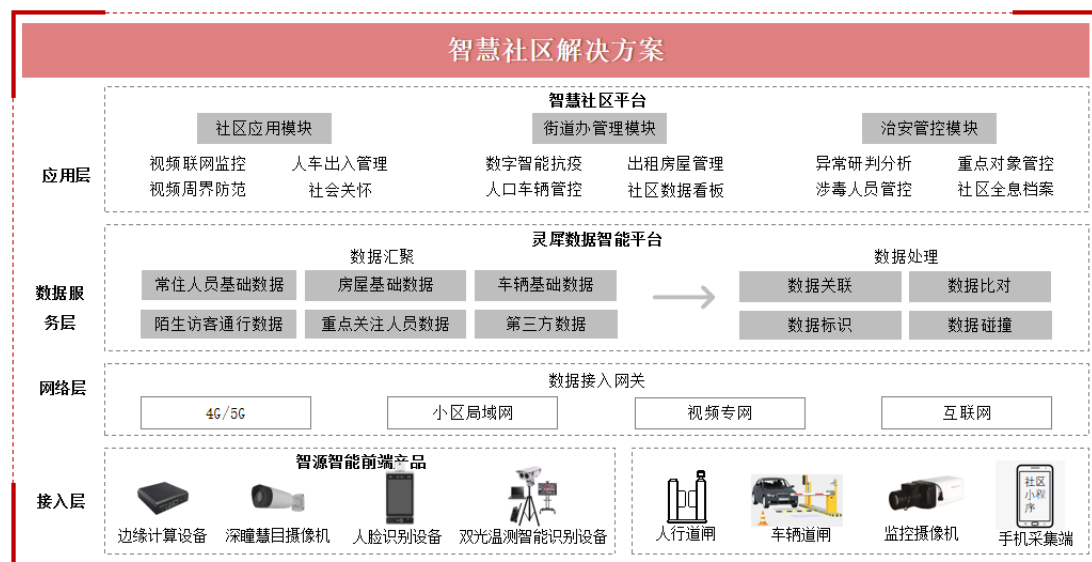 智慧社区解决方案
智慧社区平台
社区应用模块 街道办管理模块 治安管控模块
应用层
视频联网监控 人车出入管理 数字智能抗疫 出租房屋管理 异常研判分析 重点对象管控
视频周界防范 社会关怀 人口车辆管控 社区数据看板 涉毒人员管控 社区全息档案
灵犀数据智能平台
数据汇聚 数据处理
数据服
务层
常住人员基础数据 房屋基础数据 车辆基础数据 数据关联 数据比对
陌生访客通行数据 重点关注人员数据 第三方数据 数据标识 数据碰撞
网络层
数据接入网关
4G/5G 小区局域网 视频专网 互联网
智源智能前端产品
接入层
社区
小程
序
边缘计算设备 深瞳慧目摄像机 人脸识别设备 双光温测智能识别设备 人行道闸 车辆道闸 监控摄像机 手机采集端